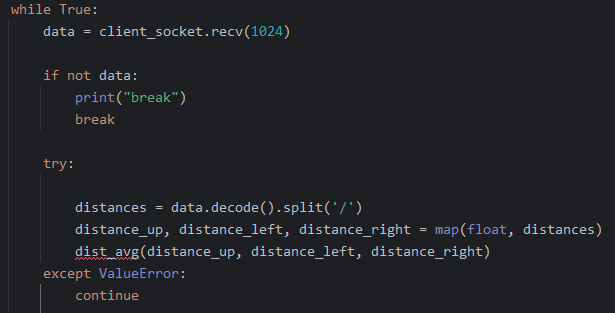 while True:
data = client_socket.recv(1024)
if not data:
print("break")
break
try:
distances = data.decode().split('/')
distance_up, distance_left, distance_right = map(float, distances)
dist_avg(distance_up, distance_left, distance_right)
except ValueError:
continue